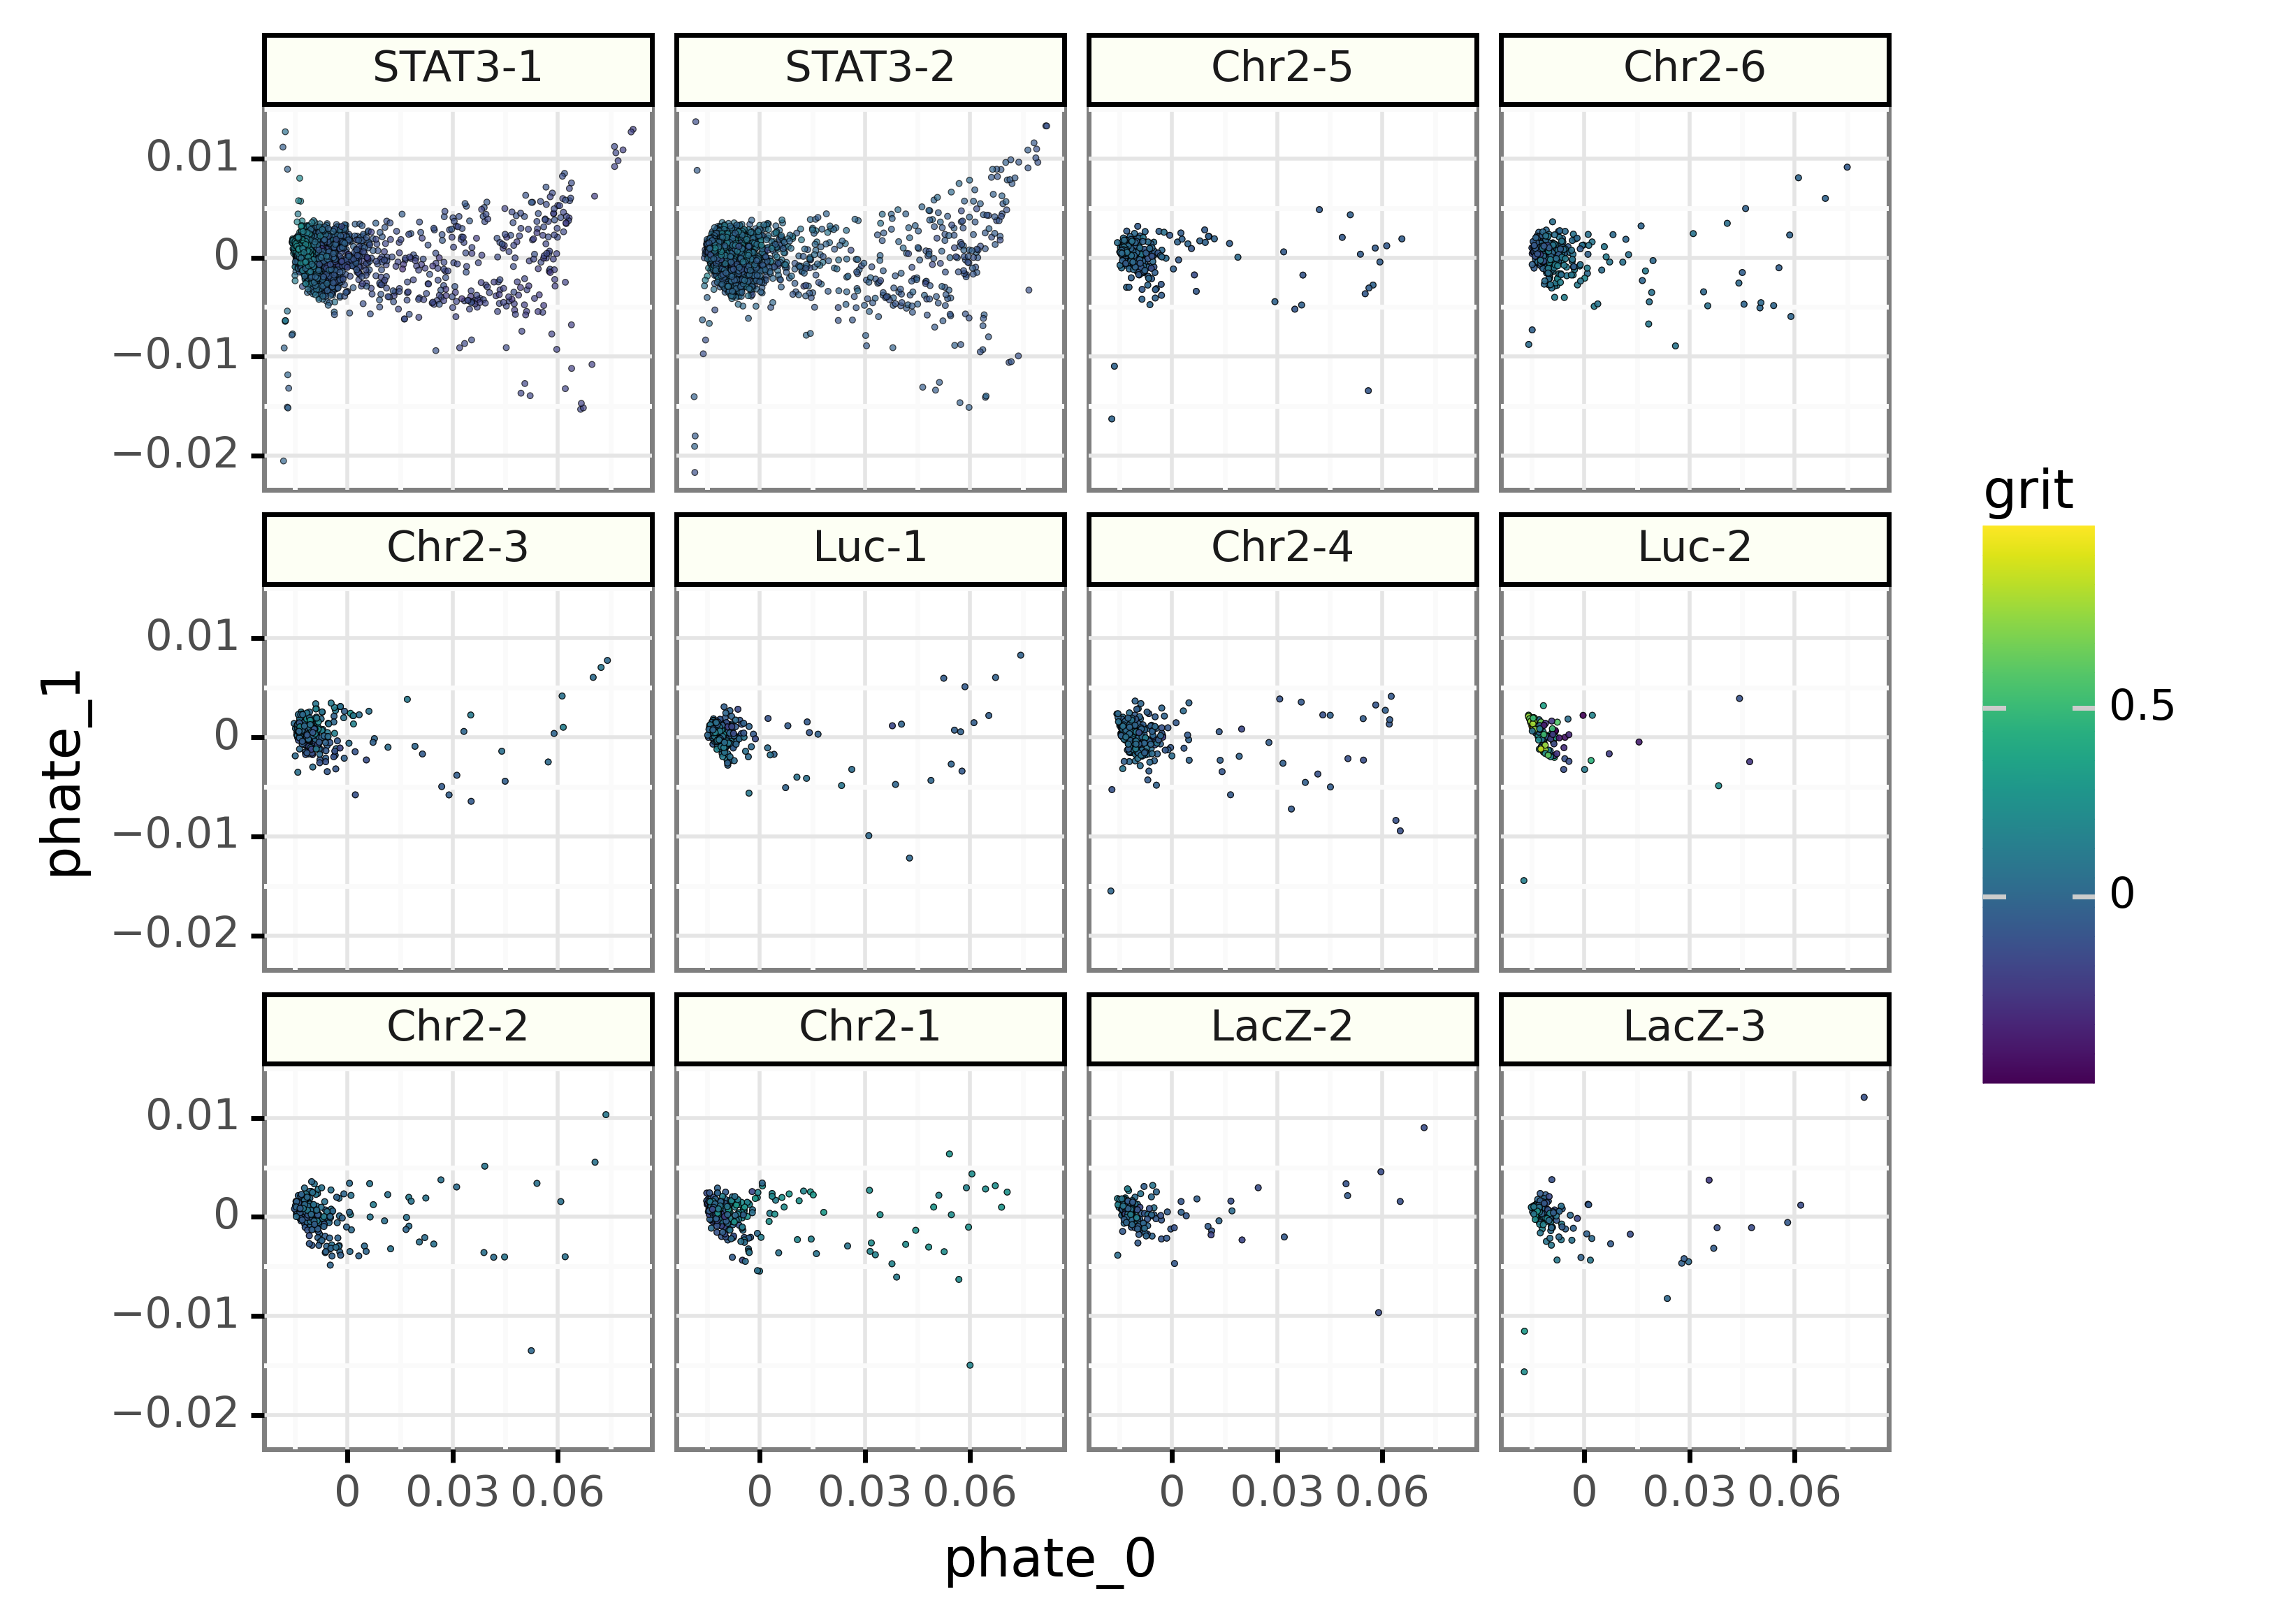 STAT3-1 STAT3-2 Chr2-5 Chr2-6
0.01
0
−0.01
−0.02
Chr2-3 Luc-1 Chr2-4 Luc-2
0.01
0
−0.01
−0.02
Chr2-2 Chr2-1 LacZ-2 LacZ-3
0.01
0
−0.01
−0.02
0 0.03 0.06 0 0.03 0.06 0 0.03 0.06 0 0.03 0.06
phate_0
phate_1
grit
0.5
0